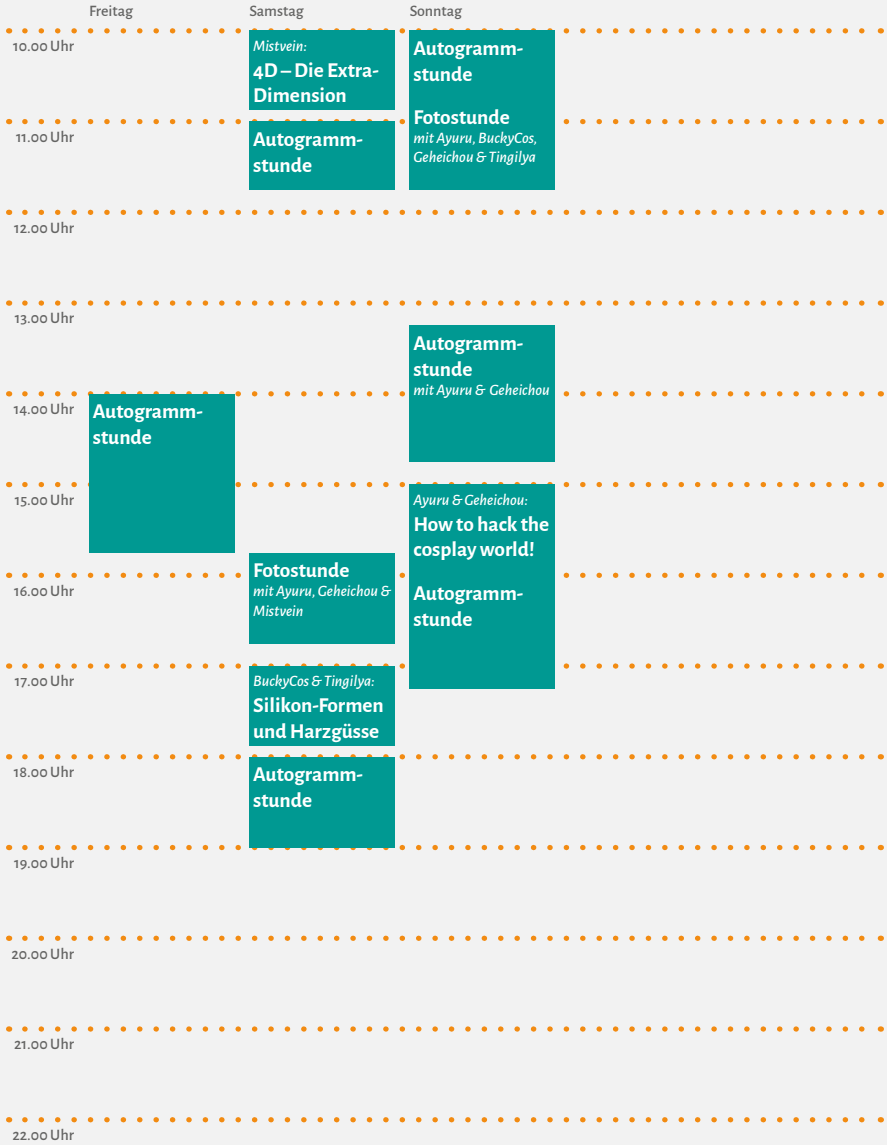 Freitag
Samstag
Sonntag
10.00 Uhr
Mistvein:
4D – Die Extra-
Dimension
Autogramm-
stunde
Fotostunde
mit Ayuru, BuckyCos,
Geheichou & Tingilya
11.00 Uhr
Autogramm-
stunde
12.00 Uhr
13.00 Uhr
Autogramm-
stunde
mit Ayuru & Geheichou
14.00 Uhr
Autogramm-
stunde
15.00 Uhr
Ayuru & Geheichou:
How to hack the
cosplay world!
Autogramm-
stunde
Fotostunde
mit Ayuru, Geheichou &
Mistvein
16.00 Uhr
17.00 Uhr
BuckyCos & Tingilya:
Silikon-Formen
und Harzgüsse
18.00 Uhr
Autogramm-
stunde
19.00 Uhr
20.00 Uhr
21.00 Uhr
22.00 Uhr